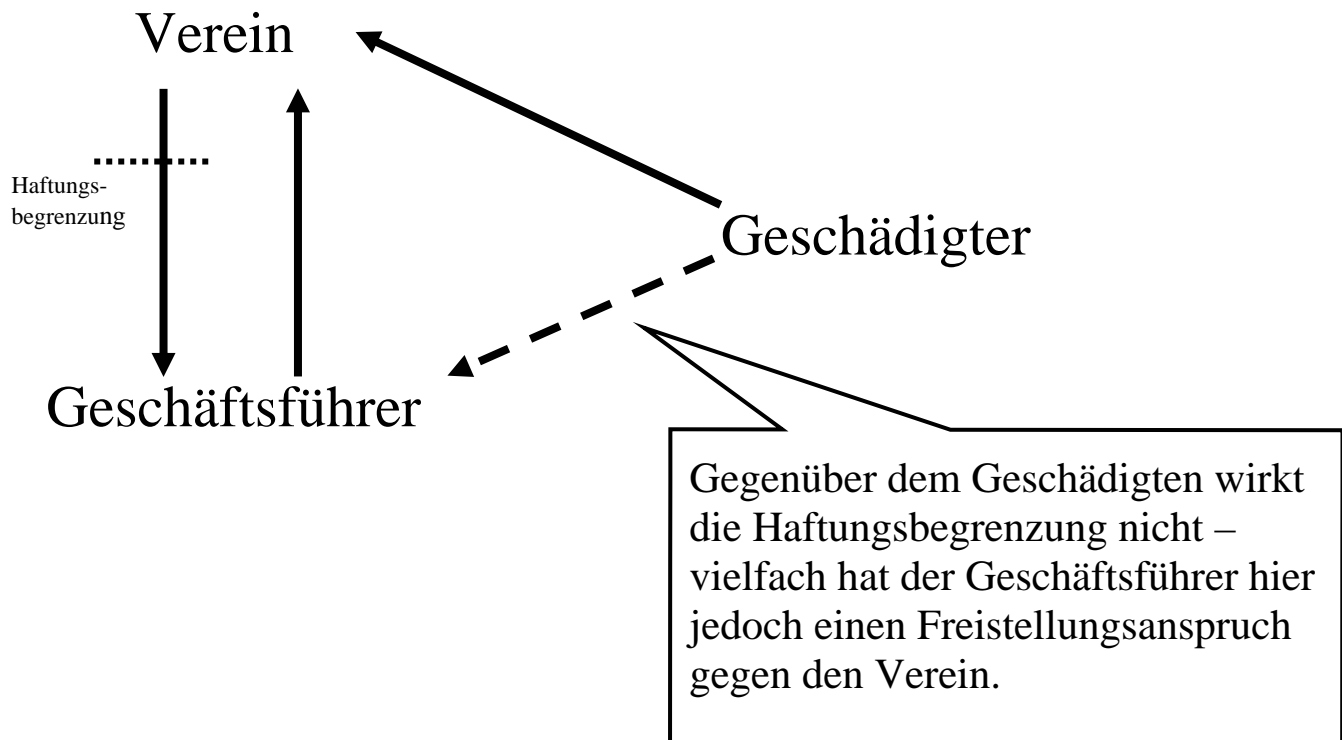 Verein
Haftungs-
begrenzung
Geschädigter
Geschäftsführer
Gegenüber dem Geschädigten wirkt
die Haftungsbegrenzung nicht –
vielfach hat der Geschäftsführer hier
jedoch einen Freistellungsanspruch
gegen den Verein.